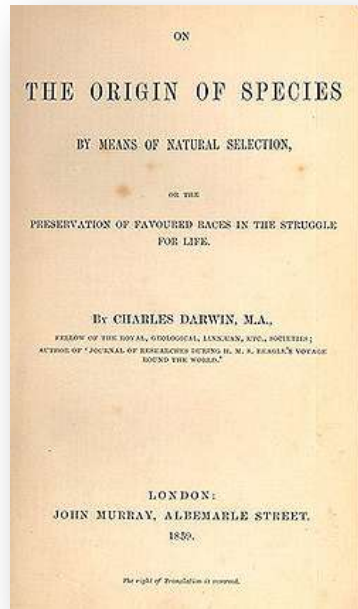 ON
THE ORIGIN OF SPECIES
BY MEANS OF NATURAL SELECTION,
OR THE
PRESERVATION OF FAVOURED RACES IN THE STRUGGLE
FOR LIFE.
BY CHARLES DARWIN, M.A.,
FELLOW OF THE ROYAL, GEOLOGICAL, LINNÆAN, ETC., SOCIETIES;
AUTHOR OF 'JOURNAL OF RESEARCHES DURING H. M. S. BEAGLE'S VOYAGE
ROUND THE WORLD.'
LONDON:
JOHN MURRAY, ALBEMARLE STREET.
1859.
The right of Translation is reserved.